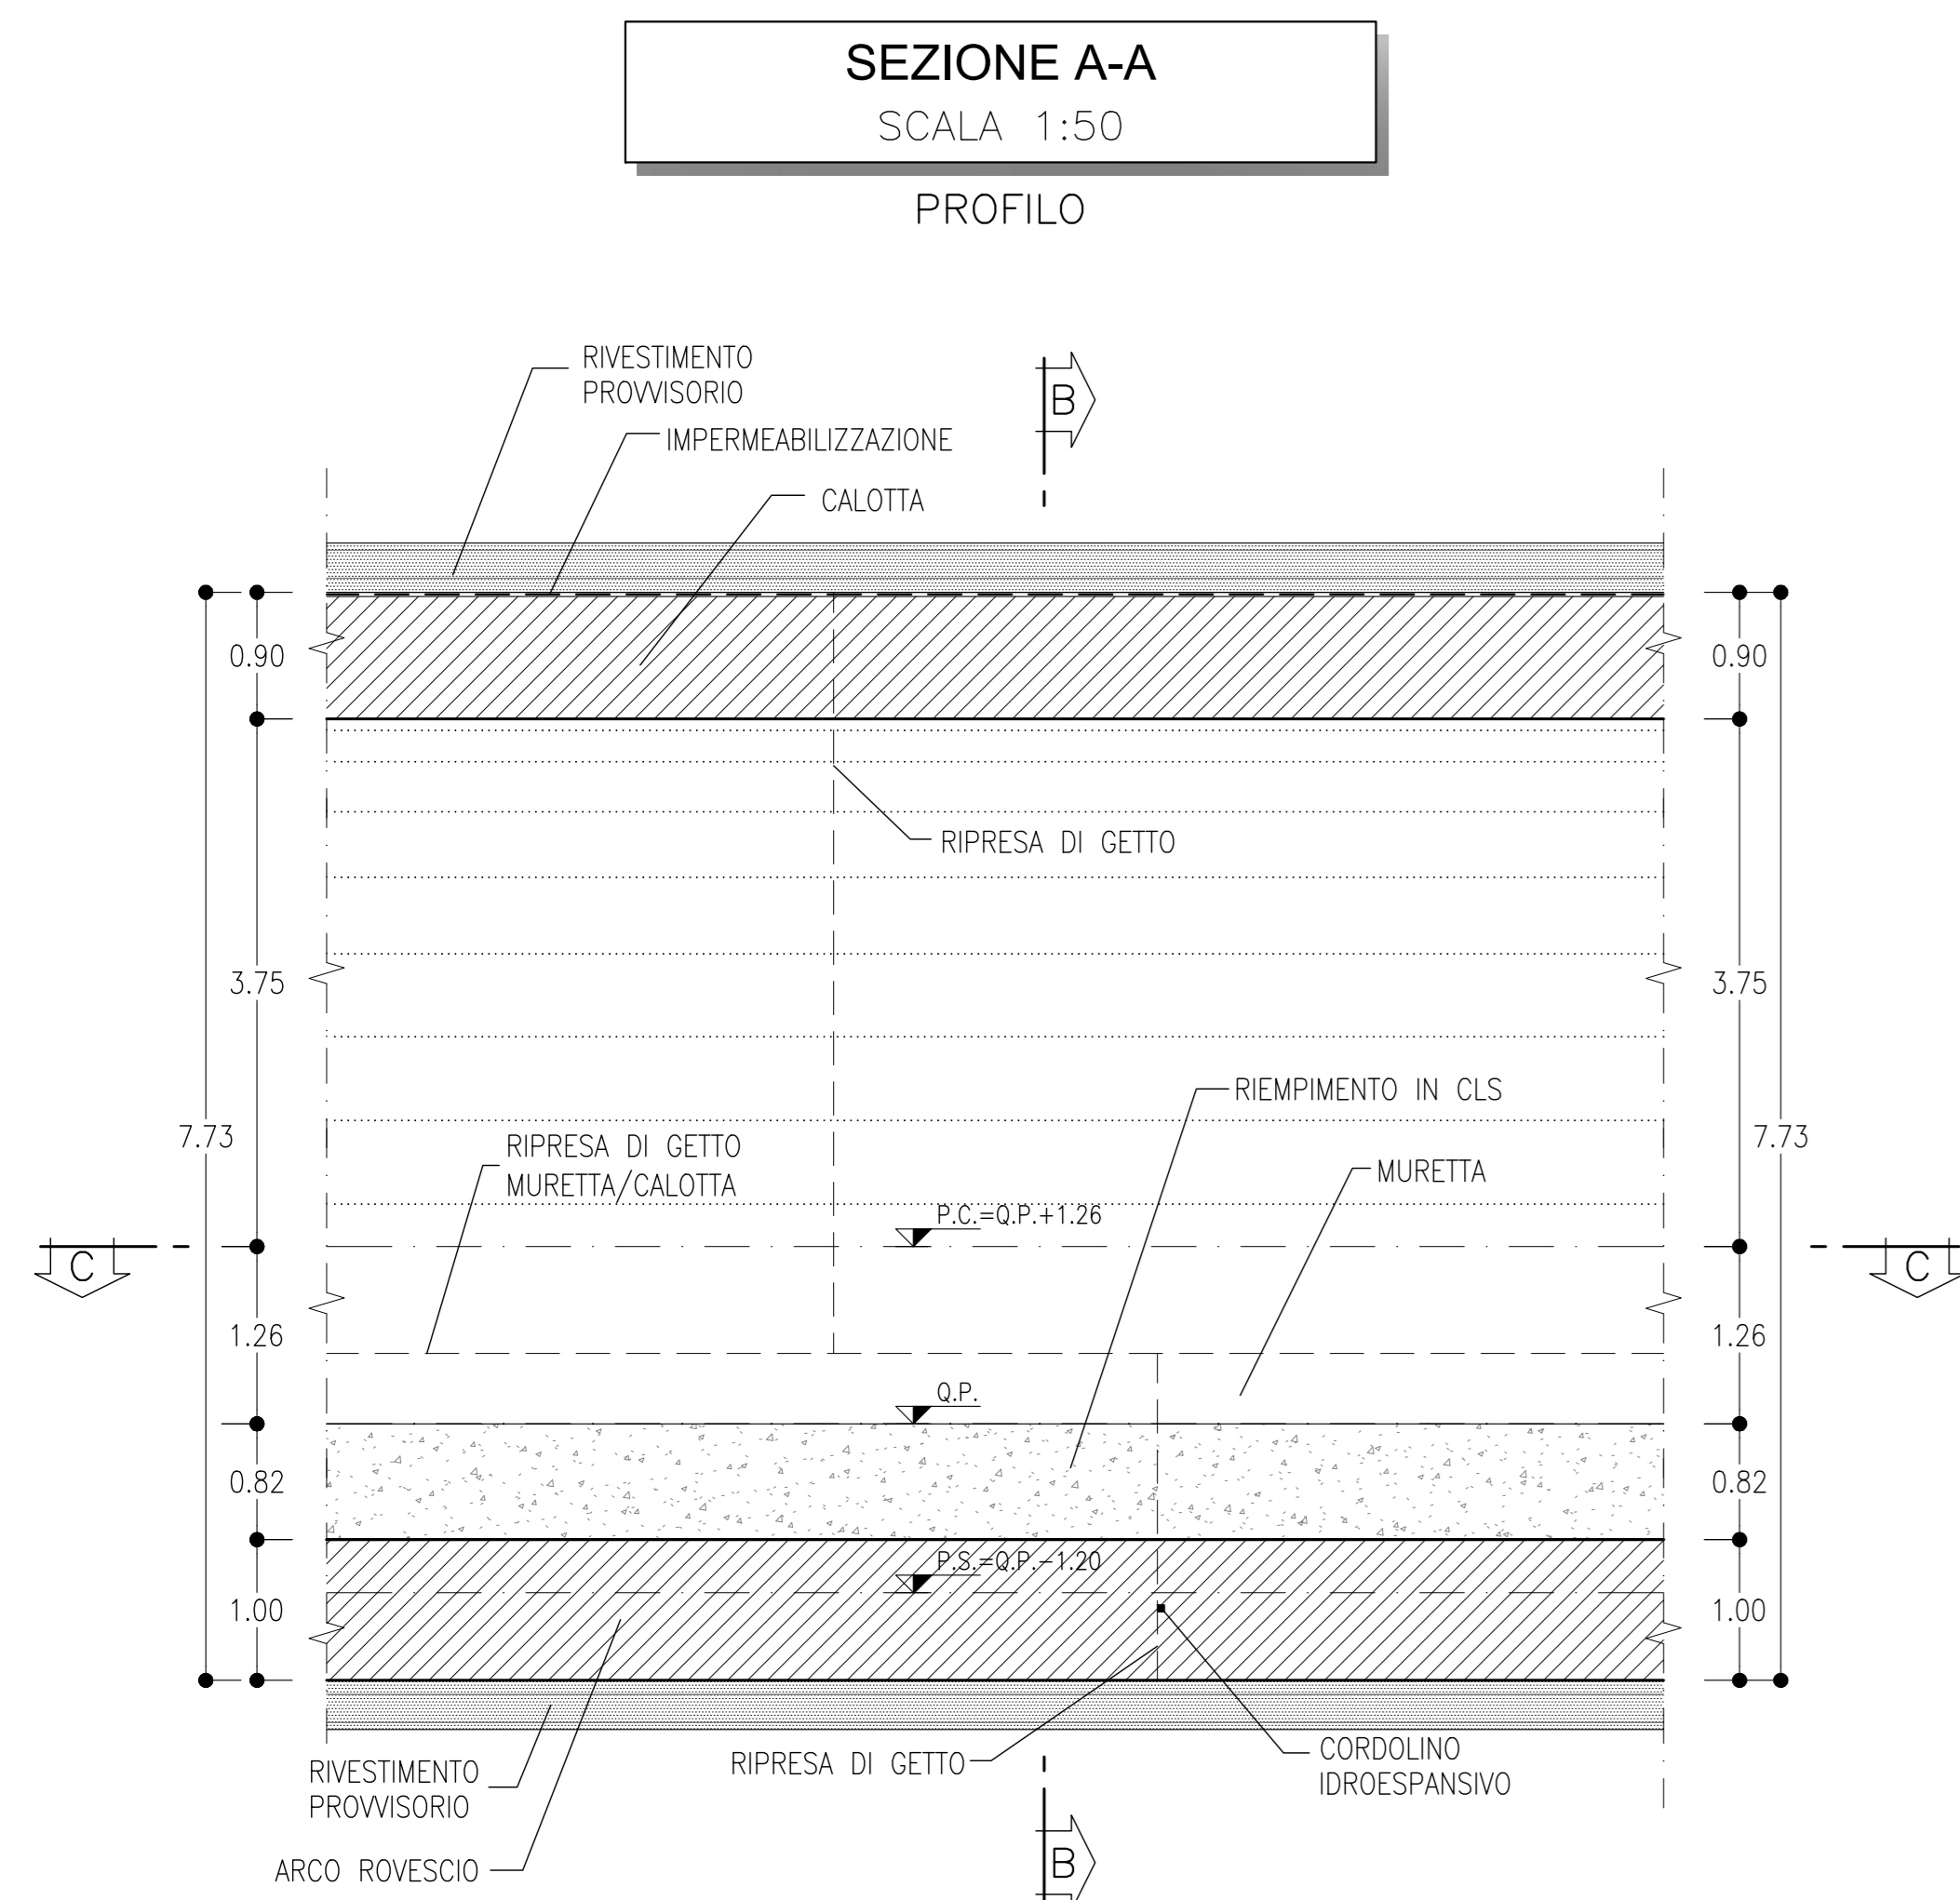 SEZIONE A-A
SCALA 1:50
PROFILO
RIVESTIMENTO
PROVVISORIO
B
IMPERMEABILIZZAZIONE
CALOTTA
0.90
0.90
RIPRESA DI GETTO
3.75
3.75
RIEMPIMENTO IN CLS
7.73
7.73
RIPRESA DI GETTO
MURETTA/CALOTTA
MURETTA
P.C.=Q.P.+1.26
C
C
1.26
1.26
Q.P.
0.82
0.82
P.S.=Q.P.-1.20
1.00
1.00
RIPRESA DI GETTO
CORDOLINO
IDROESPANSIVO
RIVESTIMENTO
PROVVISORIO
B
ARCO ROVESCIO